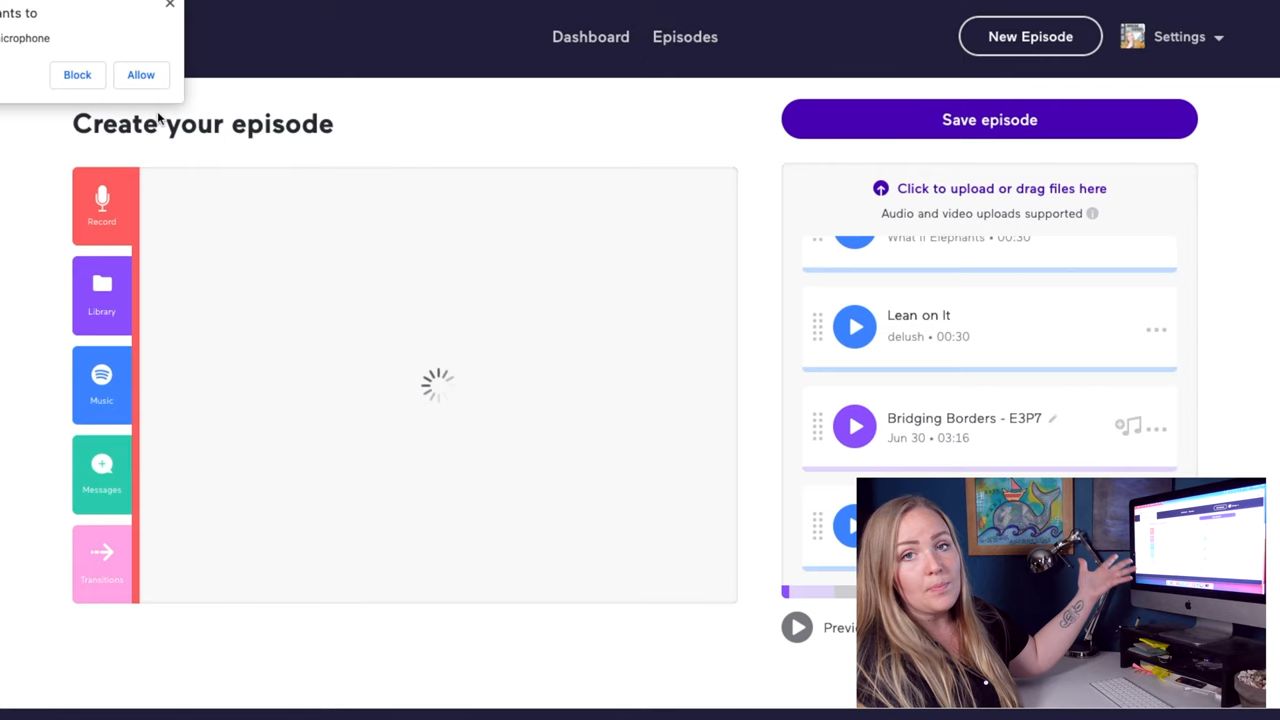 ants to
icrophone
Block
Allow
Dashboard
Episodes
New Episode
Settings
Create your episode
Save episode
Record
Library
Music
Messages
Transitions
Click to upload or drag files here
Audio and video uploads supported
What if Elephants • 00:30
Lean on It
delush • 00:30
Bridging Borders - E3P7
Jun 30 • 03:16
Previ